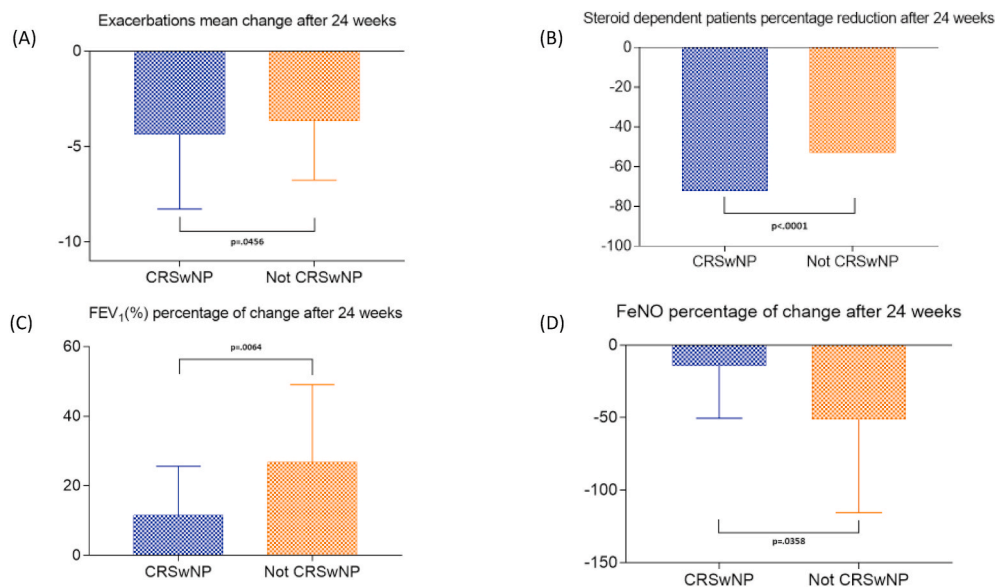 (A)
Exacerbations mean change after 24 weeks
0
-5
-10
p=.0456
CRSwNP Not CRSwNP
(B)
Steroid dependent patients percentage reduction after 24 weeks
0
-20
-40
-60
-80
-100
p<.0001
CRSwNP Not CRSwNP
(C)
FEV₁(%) percentage of change after 24 weeks
60
40
20
0
p=.0064
CRSwNP Not CRSwNP
(D)
FeNO percentage of change after 24 weeks
0
-50
-100
-150
p=.0358
CRSwNP Not CRSwNP